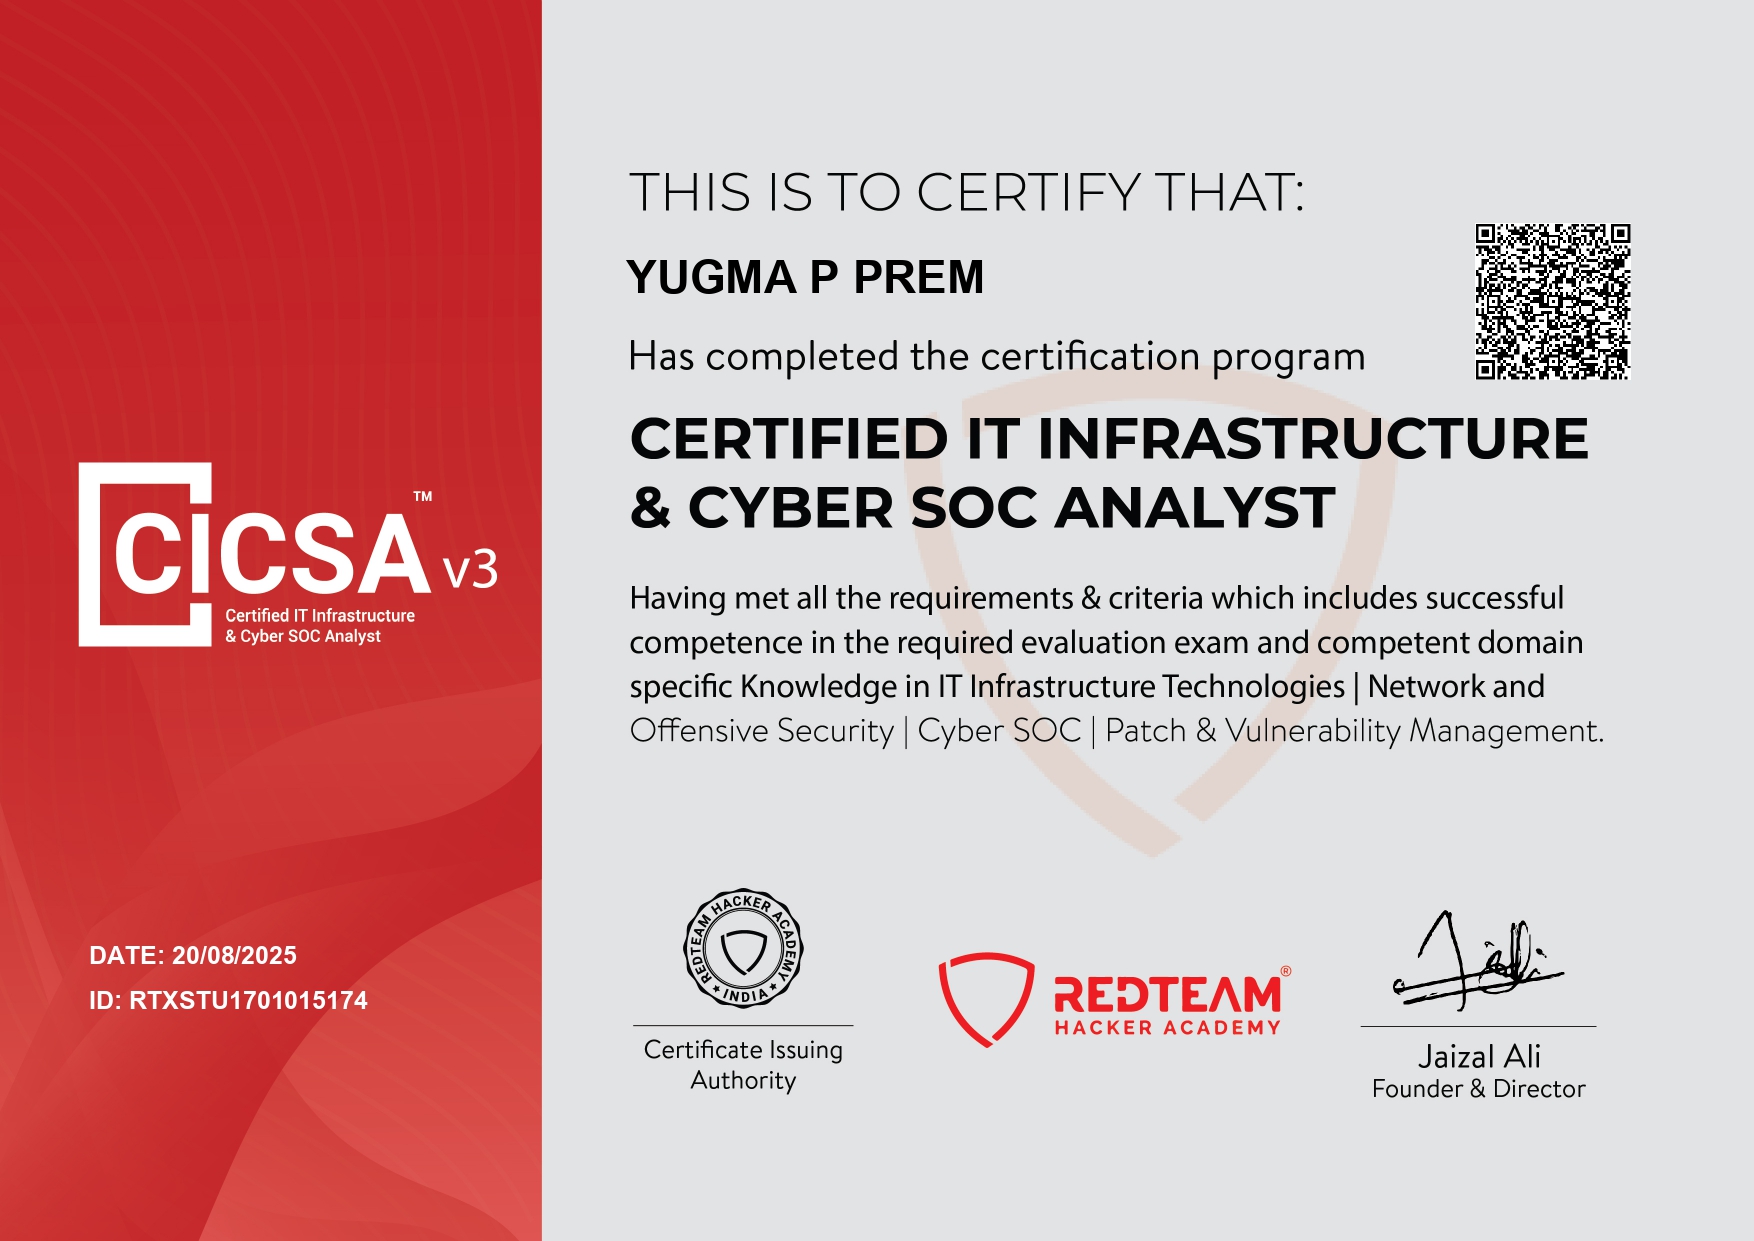 THIS IS TO CERTIFY THAT:
YUGMA P PREM
Has completed the certification program
CERTIFIED IT INFRASTRUCTURE
& CYBER SOC ANALYST
Having met all the requirements & criteria which includes successful
competence in the required evaluation exam and competent domain
specific Knowledge in IT Infrastructure Technologies | Network and
Offensive Security | Cyber SOC | Patch & Vulnerability Management.
CiCSA™ v3
Certified IT Infrastructure
& Cyber SOC Analyst
DATE: 20/08/2025
ID: RTXSTU1701015174
REDTEAM HACKER ACADEMY
★ INDIA ★
Certificate Issuing
Authority
REDTEAM®
HACKER ACADEMY
Jaizal Ali
Founder & Director